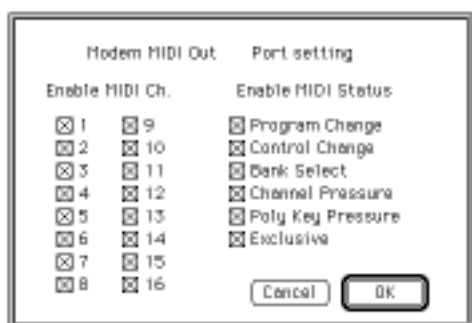 Modem MIDI Out Port setting
Enable MIDI Ch. Enable MIDI Status
1 9 Program Change
2 10 Control Change
3 11 Bank Select
4 12 Channel Pressure
5 13 Poly Key Pressure
6 14 Exclusive
7 15
8 16
Cancel OK